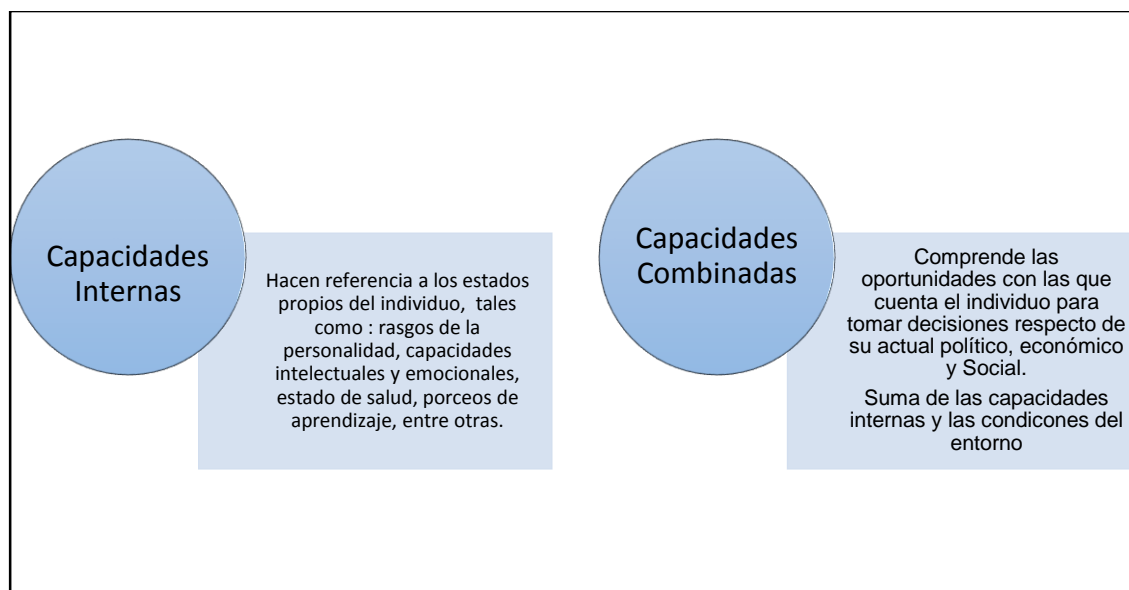 Capacidades
Internas
Hacen referencia a los estados
propios del individuo, tales
como : rasgos de la
personalidad, capacidades
intelectuales y emocionales,
estado de salud, porceos de
aprendizaje, entre otras.
Capacidades
Combinadas
Comprende las
oportunidades con las que
cuenta el individuo para
tomar decisiones respecto de
su actual político, económico
y Social.
Suma de las capacidades
internas y las condicones del
entorno